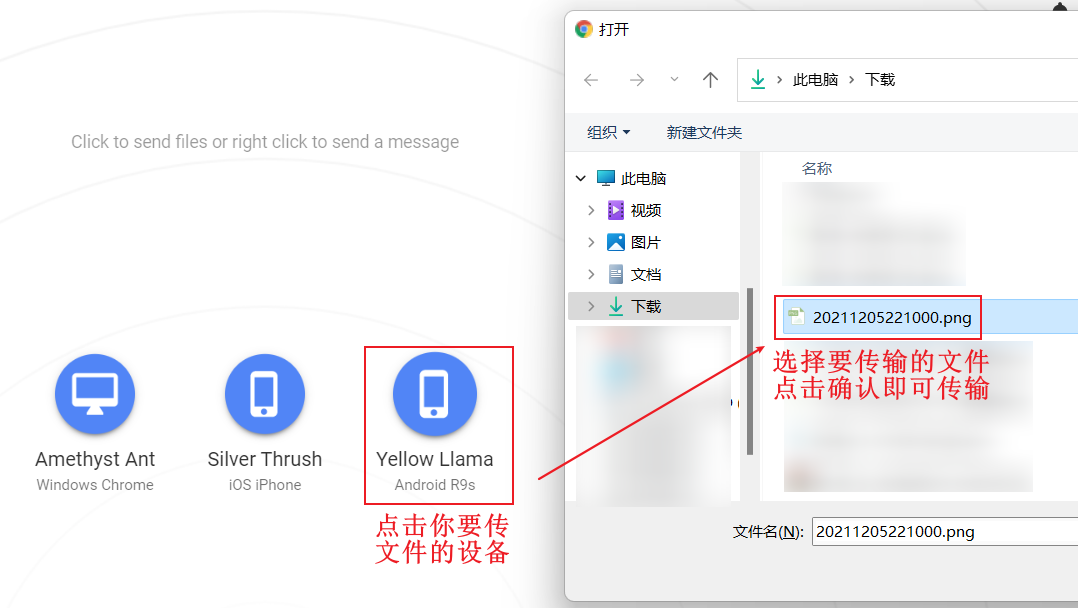 Click to send files or right click to send a message
Amethyst Ant
Windows Chrome
Silver Thrush
iOS iPhone
Yellow Llama
Android R9s
点击你要传
文件的设备
打开
此电脑
下载
组织
新建文件夹
此电脑
视频
图片
文档
下载
名称
20211205221000.png
选择要传输的文件
点击确认即可传输
文件名(N):
20211205221000.png